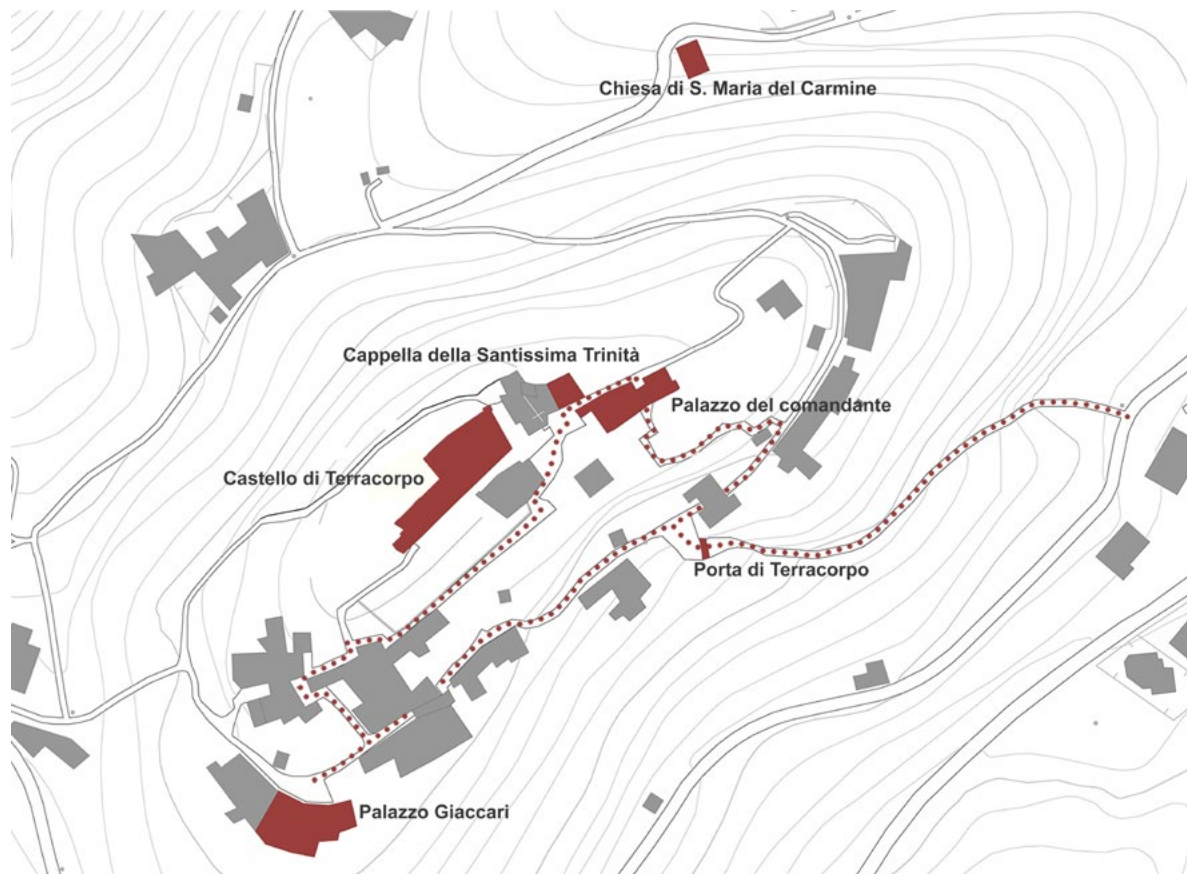 Chiesa di S. Maria del Carmine
Cappella della Santissima Trinità
Palazzo del comandante
Castello di Terracorpo
Porta di Terracorpo
Palazzo Giaccari